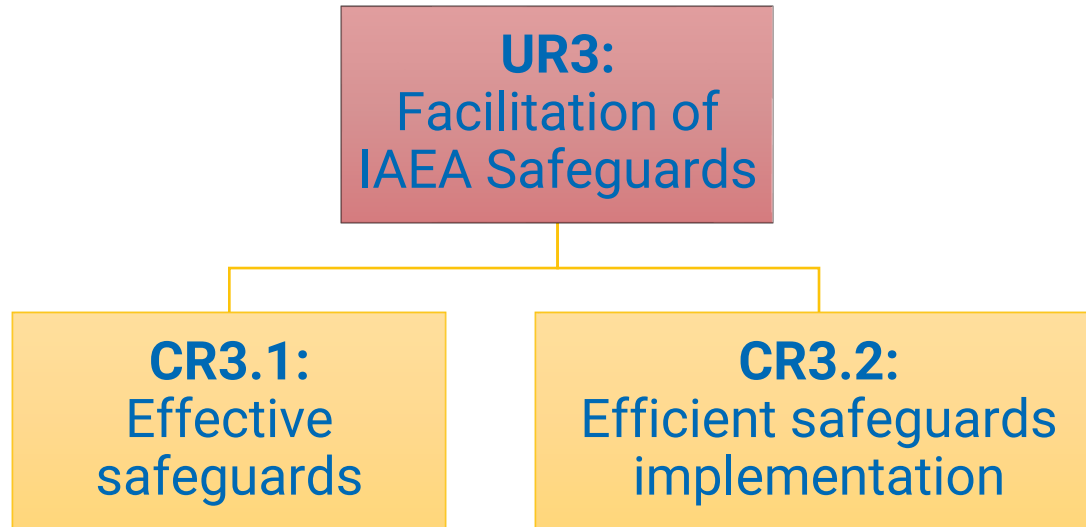 UR3:
Facilitation of
IAEA Safeguards
CR3.1:
Effective
safeguards
CR3.2:
Efficient safeguards
implementation